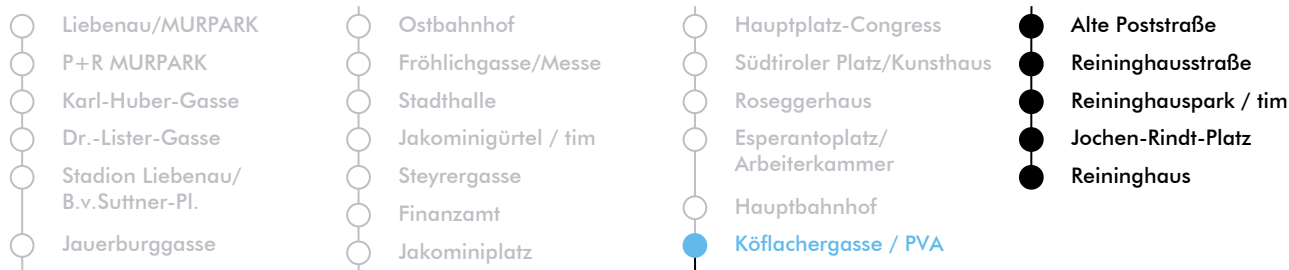 Liebenau/MURPARK
P+R MURPARK
Karl-Huber-Gasse
Dr.-Lister-Gasse
Stadion Liebenau/
B.v.Suttner-Pl.
Jauerburggasse
Ostbahnhof
Fröhlichgasse/Messe
Stadthalle
Jakominigürtel / tim
Steyrergasse
Finanzamt
Jakominiplatz
Hauptplatz-Congress
Südtiroler Platz/Kunsthaus
Roseggerhaus
Esperantoplatz/
Arbeiterkammer
Hauptbahnhof
Köflachergasse / PVA
Alte Poststraße
Reininghausstraße
Reininghauspark / tim
Jochen-Rindt-Platz
Reininghaus